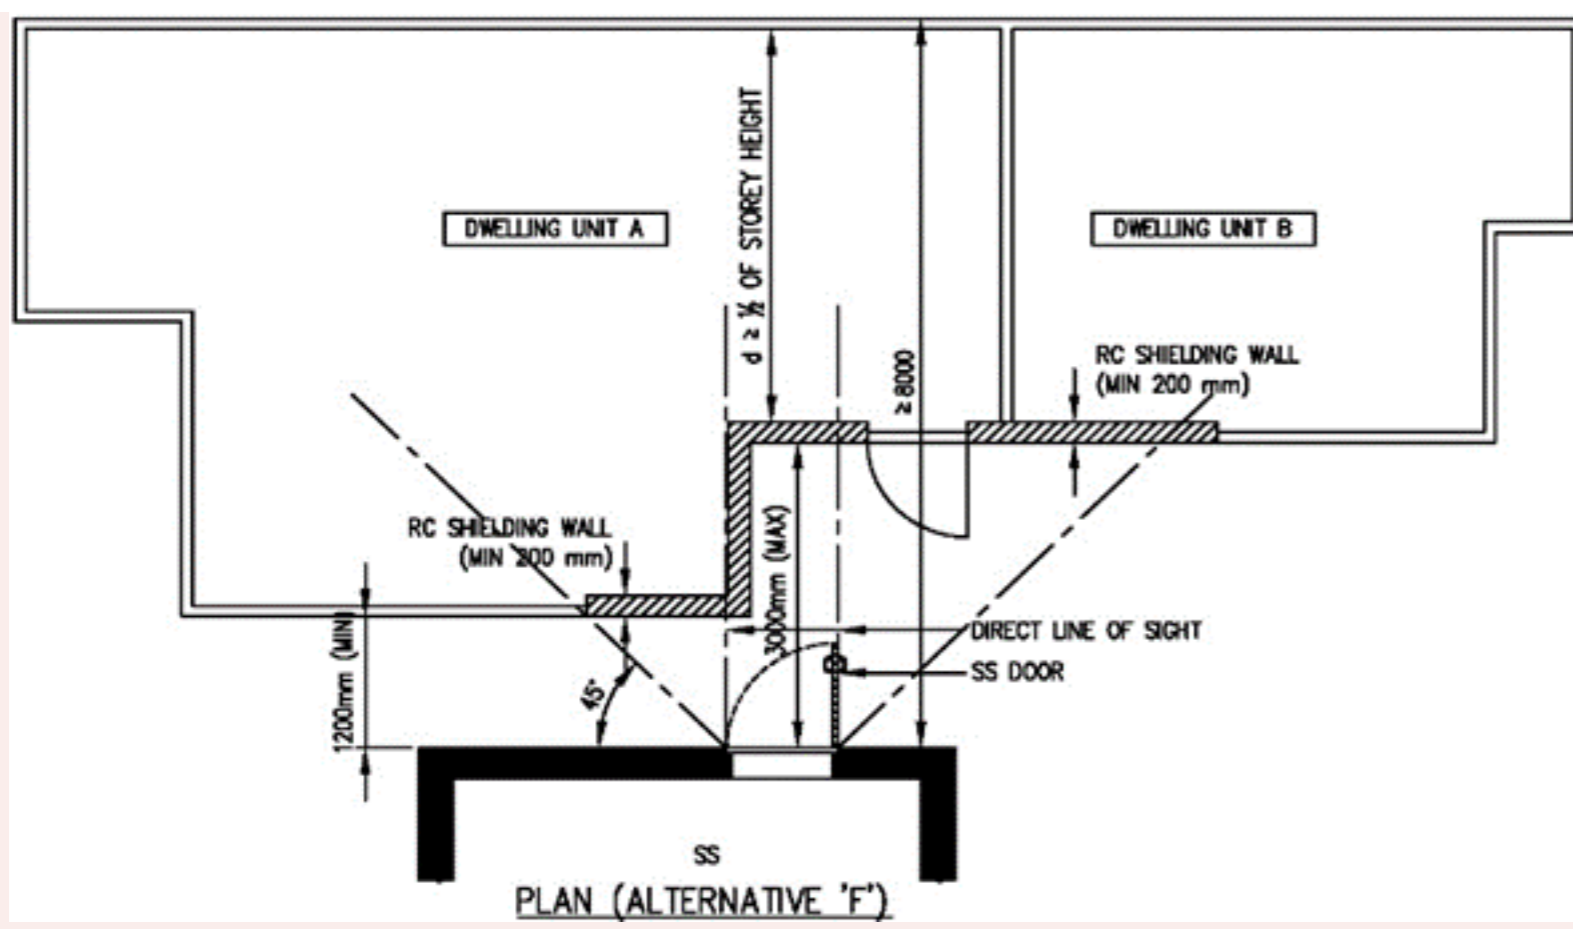 d ≥ ½ OF STOREY HEIGHT
≥8000
DWELLING UNIT A
DWELLING UNIT B
RC SHIELDING WALL
(MIN 200 mm)
RC SHIELDING WALL
(MIN 200 mm)
3000mm (MAX)
1200mm (MIN)
45°
DIRECT LINE OF SIGHT
SS DOOR
SS
PLAN (ALTERNATIVE 'F')